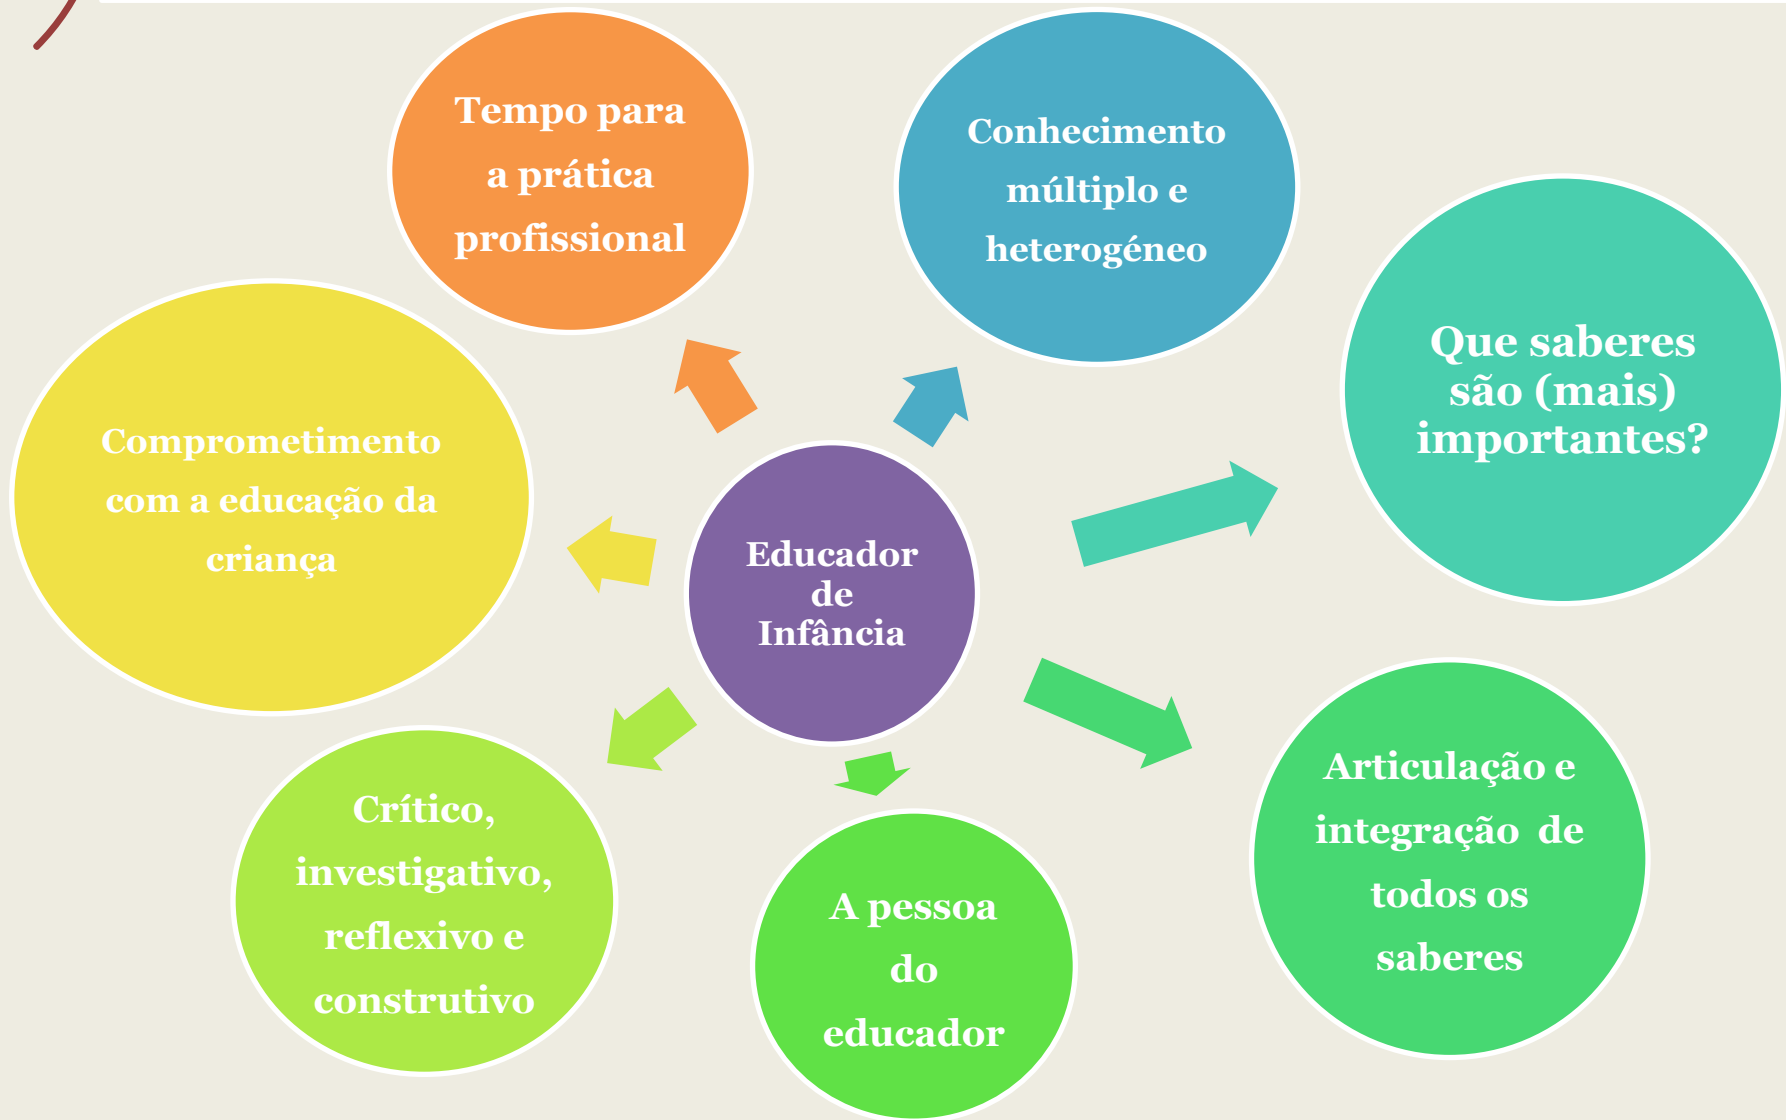 Tempo para
a prática
profissional
Conhecimento
múltiplo e
heterogéneo
Que saberes
são (mais)
importantes?
Comprometimento
com a educação da
criança
Educador
de
Infância
Articulação e
integração  de
todos os
saberes
Crítico,
investigativo,
reflexivo e
construtivo
A pessoa
do
educador